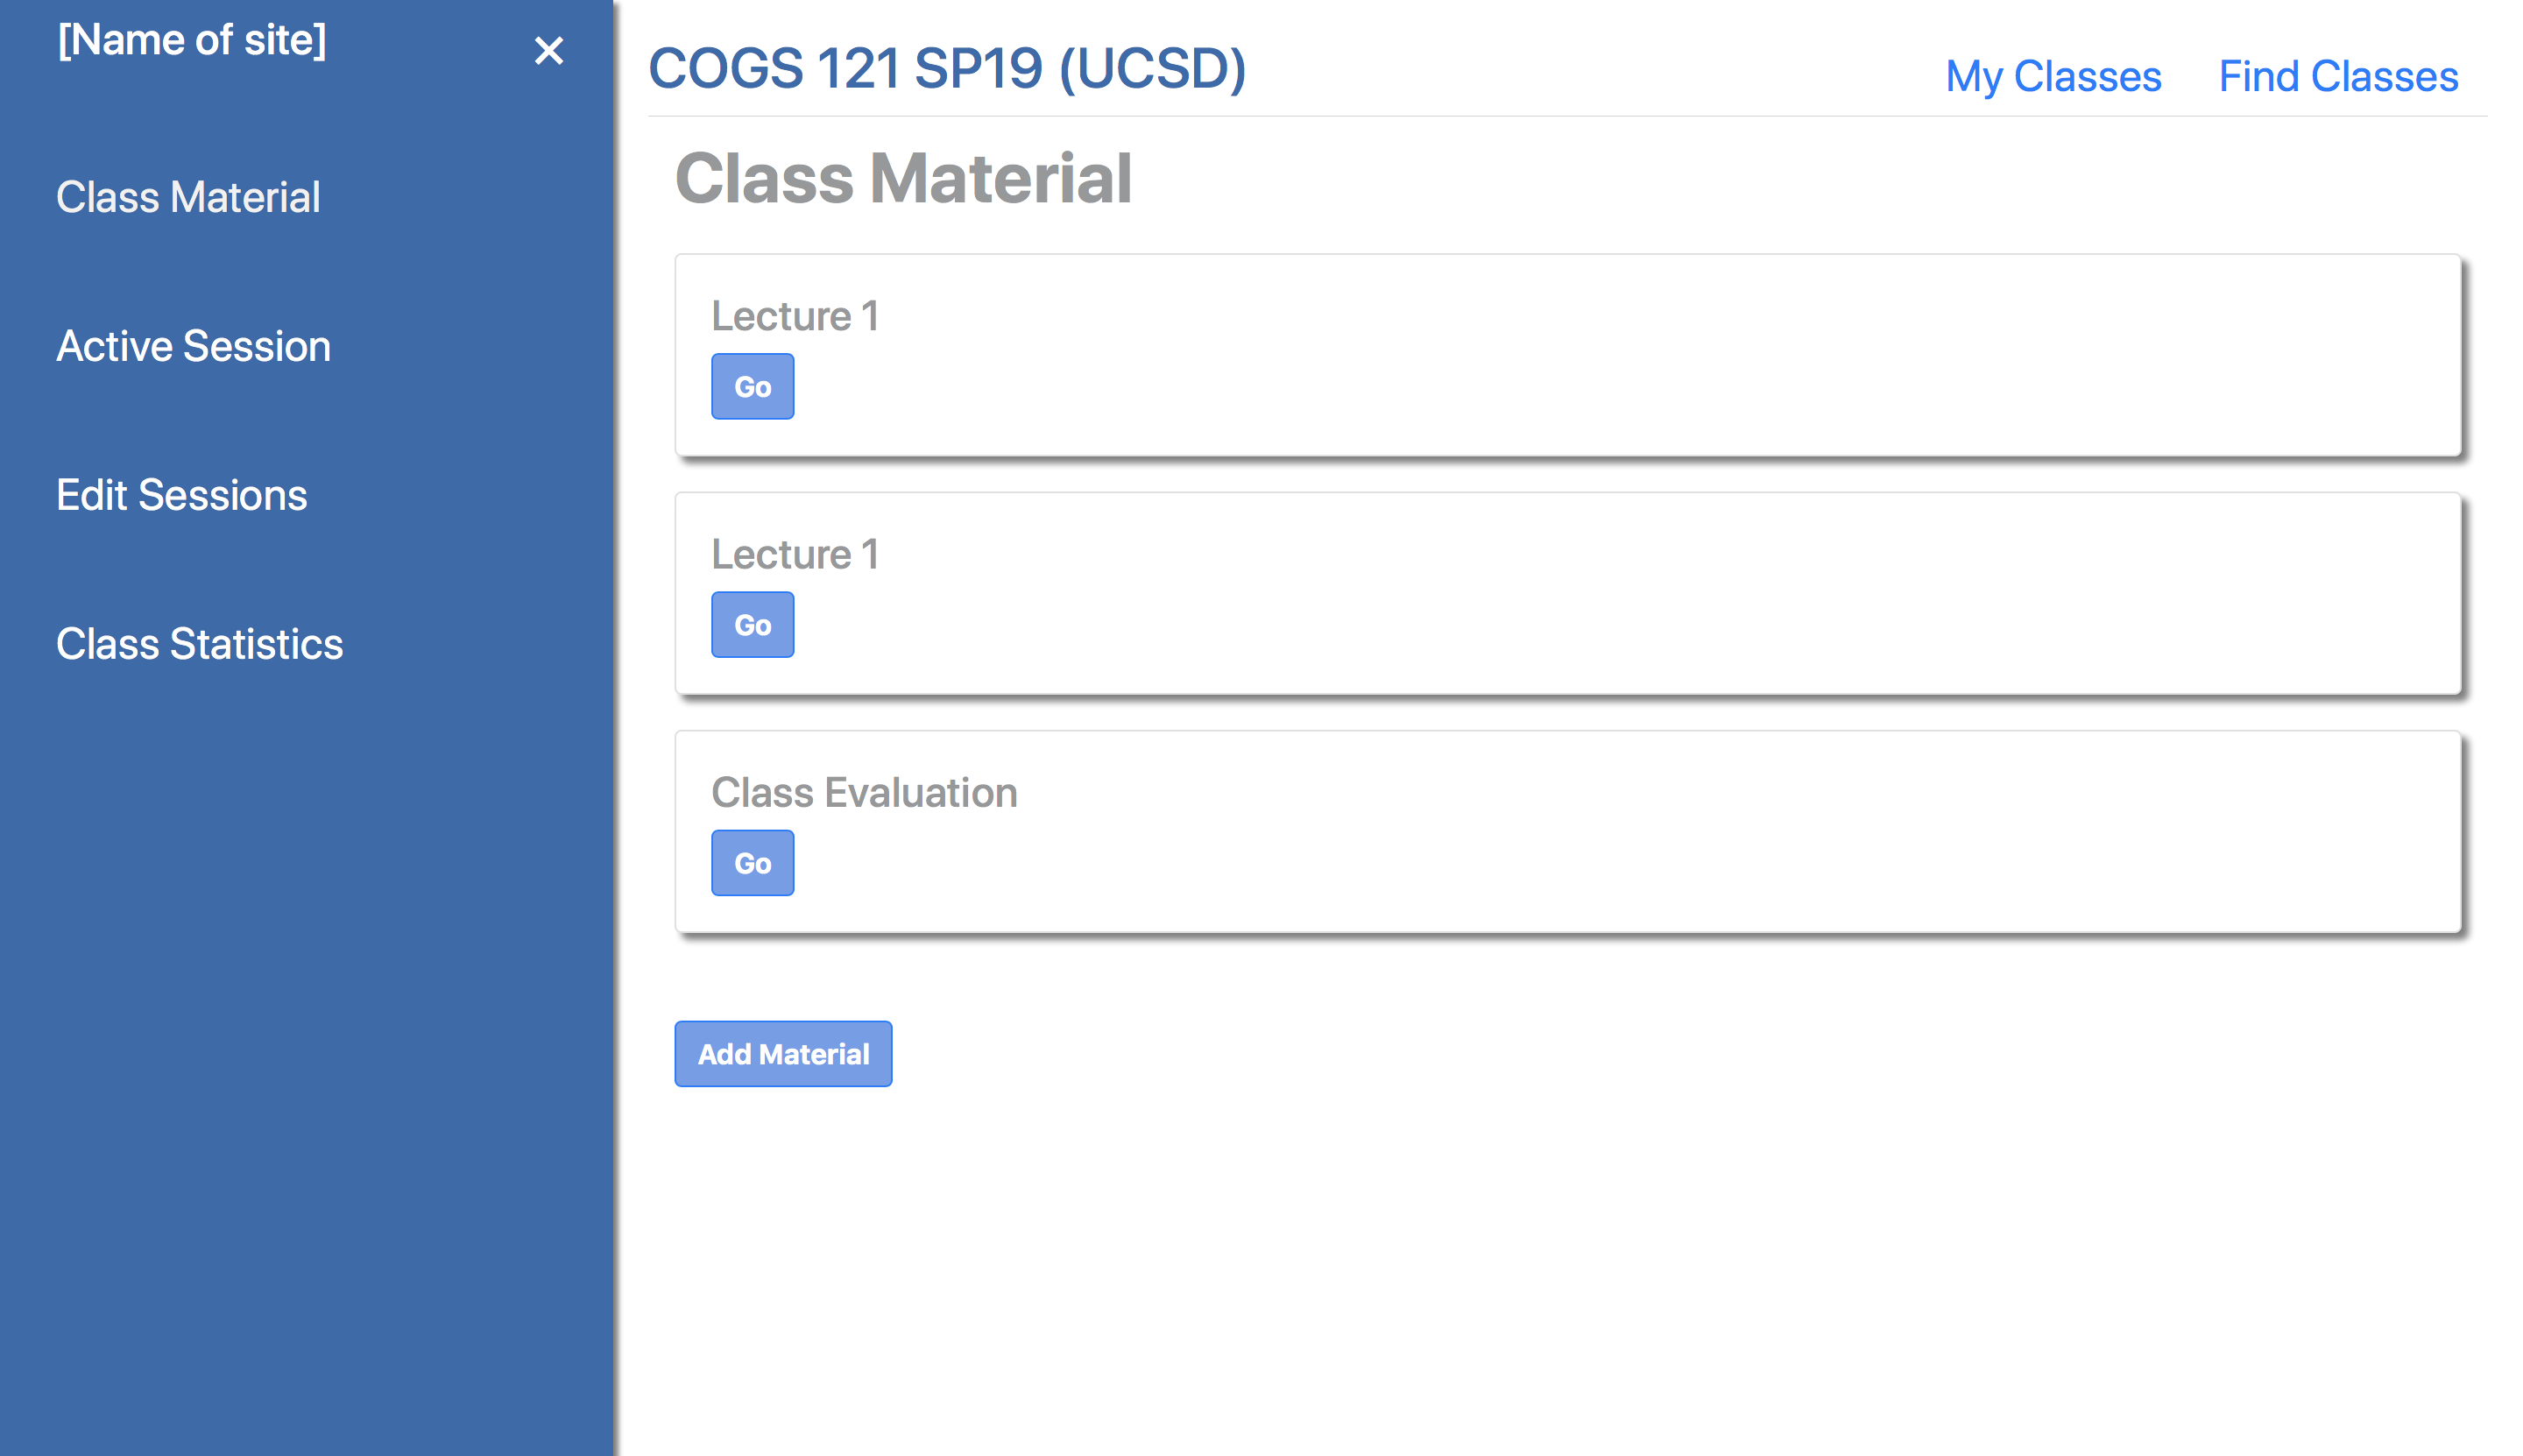 [Name of site]
×
Class Material
Active Session
Edit Sessions
Class Statistics
COGS 121 SP19 (UCSD)
My Classes
Find Classes
Class Material
Lecture 1
Go
Lecture 1
Go
Class Evaluation
Go
Add Material